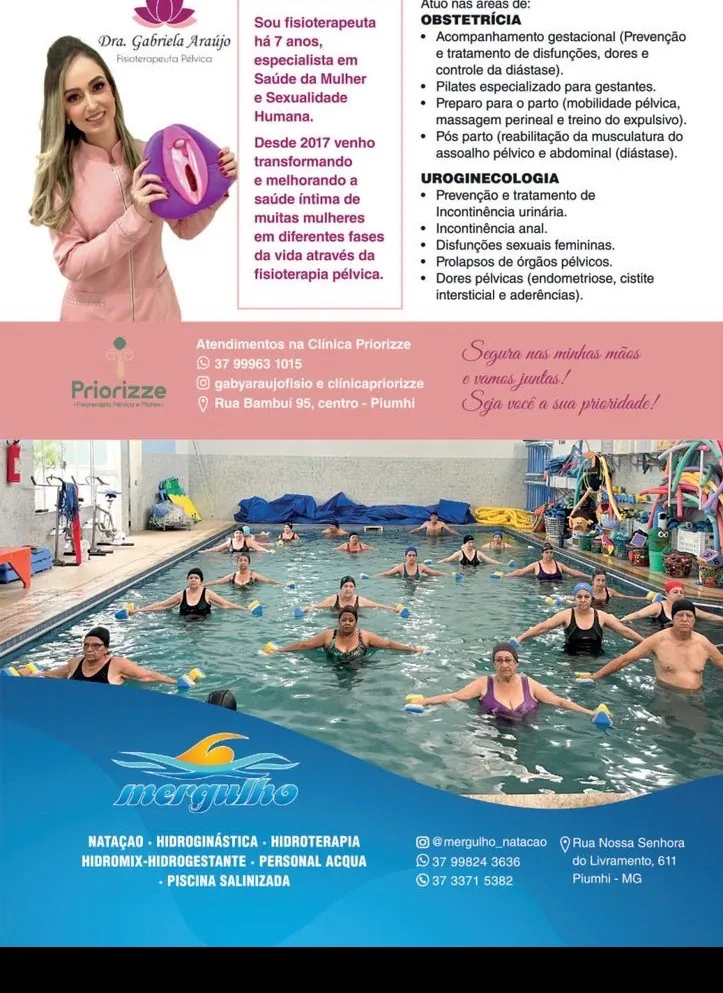 Dra. Gabriela Araújo
Fisioterapeuta Pélvica
Sou fisioterapeuta
há 7 anos,
especialista em
Saúde da Mulher
e Sexualidade
Humana.
Desde 2017 venho
transformando
e melhorando a
saúde íntima de
muitas mulheres
em diferentes fases
da vida através da
fisioterapia pélvica.
Atuo nas áreas de:
OBSTETRÍCIA
• Acompanhamento gestacional (Prevenção
e tratamento de disfunções, dores e
controle da diástase).
• Pilates especializado para gestantes.
• Preparo para o parto (mobilidade pélvica,
massagem perineal e treino do expulsivo).
• Pós parto (reabilitação da musculatura do
assoalho pélvico e abdominal (diástase).
UROGINECOLOGIA
• Prevenção e tratamento de
Incontinência urinária.
• Incontinência anal.
• Disfunções sexuais femininas.
• Prolapsos de órgãos pélvicos.
• Dores pélvicas (endometriose, cistite
intersticial e aderências).
Priorizze
Fisioterapia Pélvica e Pilates
Atendimentos na Clínica Priorizze
37 99963 1015
gabyaraujofisio e clínicapriorizze
Rua Bambuí 95, centro - Piumhi
Segura nas minhas mãos
e vamos juntas!
Seja você a sua prioridade!
mergulho
NATAÇAO • HIDROGINÁSTICA • HIDROTERAPIA
HIDROMIX-HIDROGESTANTE • PERSONAL ACQUA
• PISCINA SALINIZADA
@mergulho_natacao
37 99824 3636
37 3371 5382
Rua Nossa Senhora
do Livramento, 611
Piumhi - MG